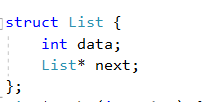 struct List {
    int data;
    List* next;
};